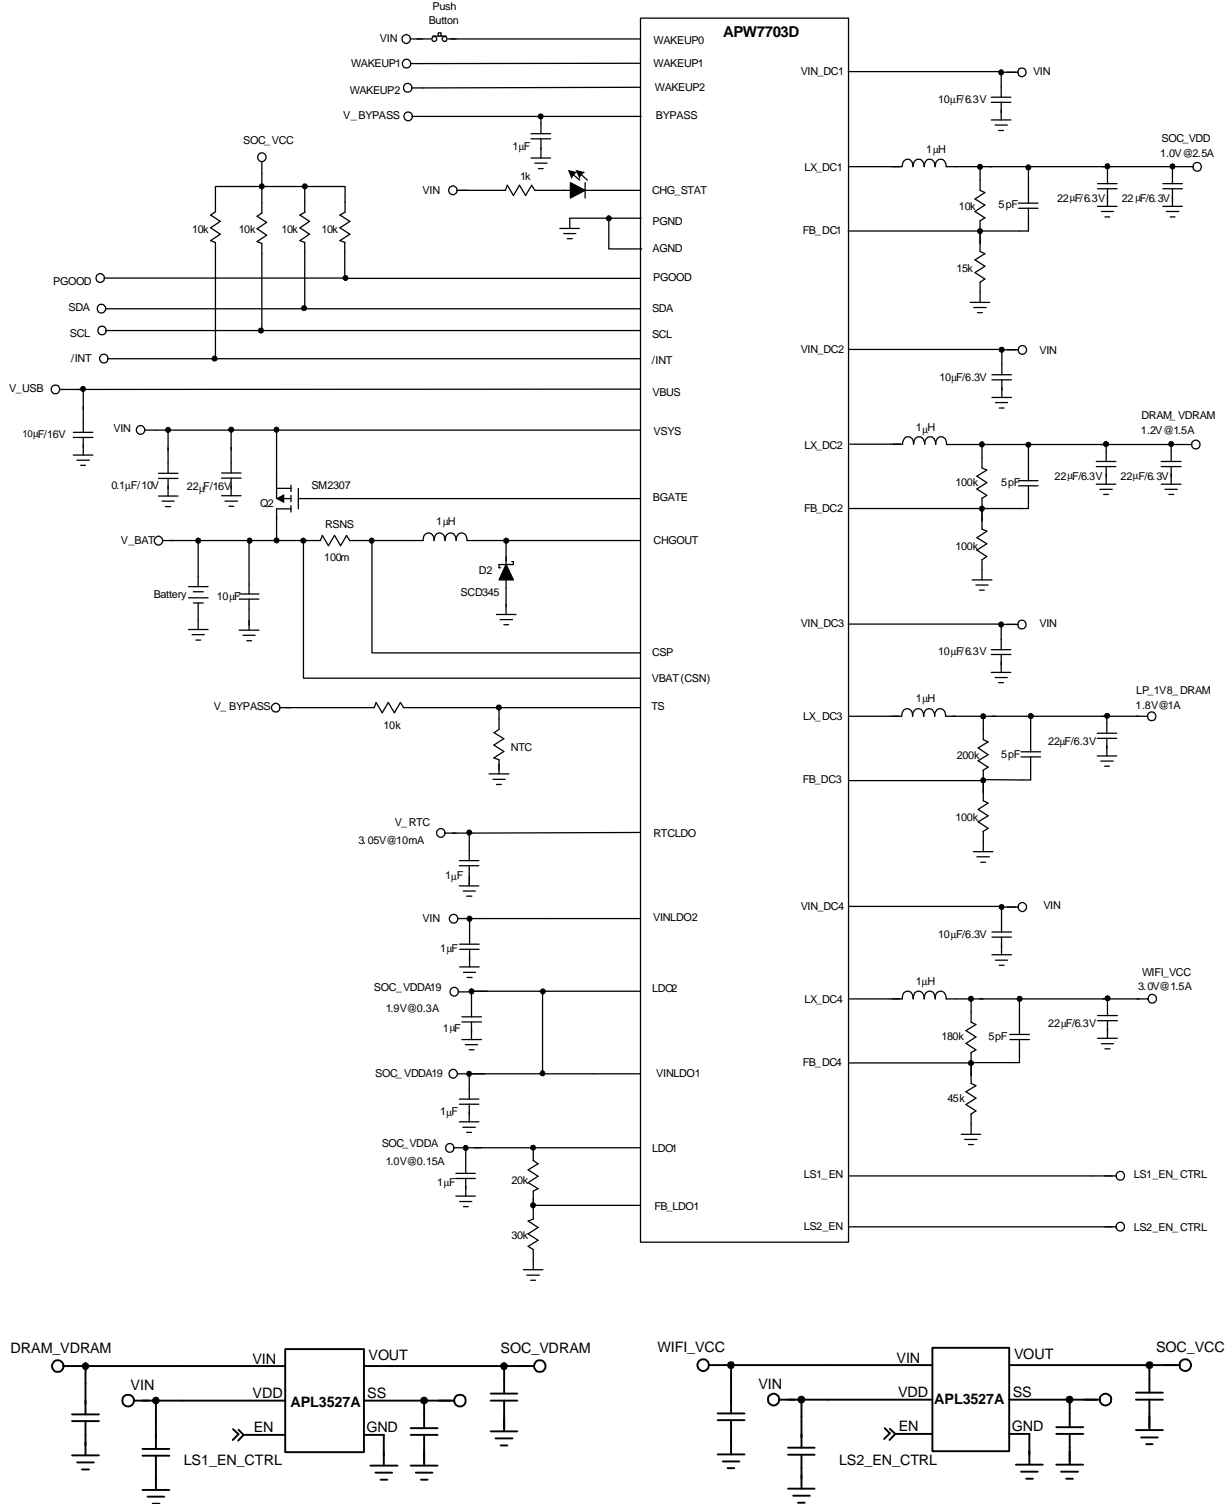 Push
Button
APW7703D
VIN
WAKEUP0
WAKEUP1
WAKEUP1
VIN_DC1
VIN
WAKEUP2
WAKEUP2
10µF/6.3V
V_BYPASS
BYPASS
1µF
SOC_VCC
1µH
SOC_VDD
1.0V@2.5A
LX_DC1
VIN
1k
CHG_STAT
10k
5pF
22µF/6.3V
22µF/6.3V
10k
10k
10k
10k
PGND
FB_DC1
AGND
15k
PGOOD
PGOOD
SDA
SDA
SCL
SCL
/INT
/INT
VIN_DC2
VIN
10µF/6.3V
V_USB
VBUS
10µF/16V
VIN
VSYS
1µH
DRAM_VDRAM
1.2V@1.5A
LX_DC2
0.1µF/10V
22µF/16V
SM2307
Q2
BGATE
100k
5pF
22µF/6.3V
22µF/6.3V
FB_DC2
RSNS
1µH
V_BAT
CHGOUT
100m
100k
D2
SCD345
Battery
10µF
VIN_DC3
VIN
10µF/6.3V
CSP
VBAT(CSN)
V_BYPASS
TS
10k
NTC
1µH
LP_1V8_DRAM
1.8V@1A
LX_DC3
200k
5pF
22µF/6.3V
FB_DC3
100k
V_RTC
3.05V@10mA
RTCLDO
1µF
VIN_DC4
VIN
10µF/6.3V
VIN
VINLDO2
1µF
SOC_VDDA19
1.9V@0.3A
LDO2
1µF
1µH
WIFI_VCC
3.0V@1.5A
LX_DC4
180k
5pF
22µF/6.3V
FB_DC4
SOC_VDDA19
VINLDO1
1µF
45k
SOC_VDDA
1.0V@0.15A
LDO1
1µF
20k
LS1_EN
LS1_EN_CTRL
FB_LDO1
30k
LS2_EN
LS2_EN_CTRL
DRAM_VDRAM
VIN
VOUT
SOC_VDRAM
VIN
VDD
APL3527A
SS
EN
GND
LS1_EN_CTRL
WIFI_VCC
VIN
VOUT
SOC_VCC
VIN
VDD
APL3527A
SS
EN
GND
LS2_EN_CTRL